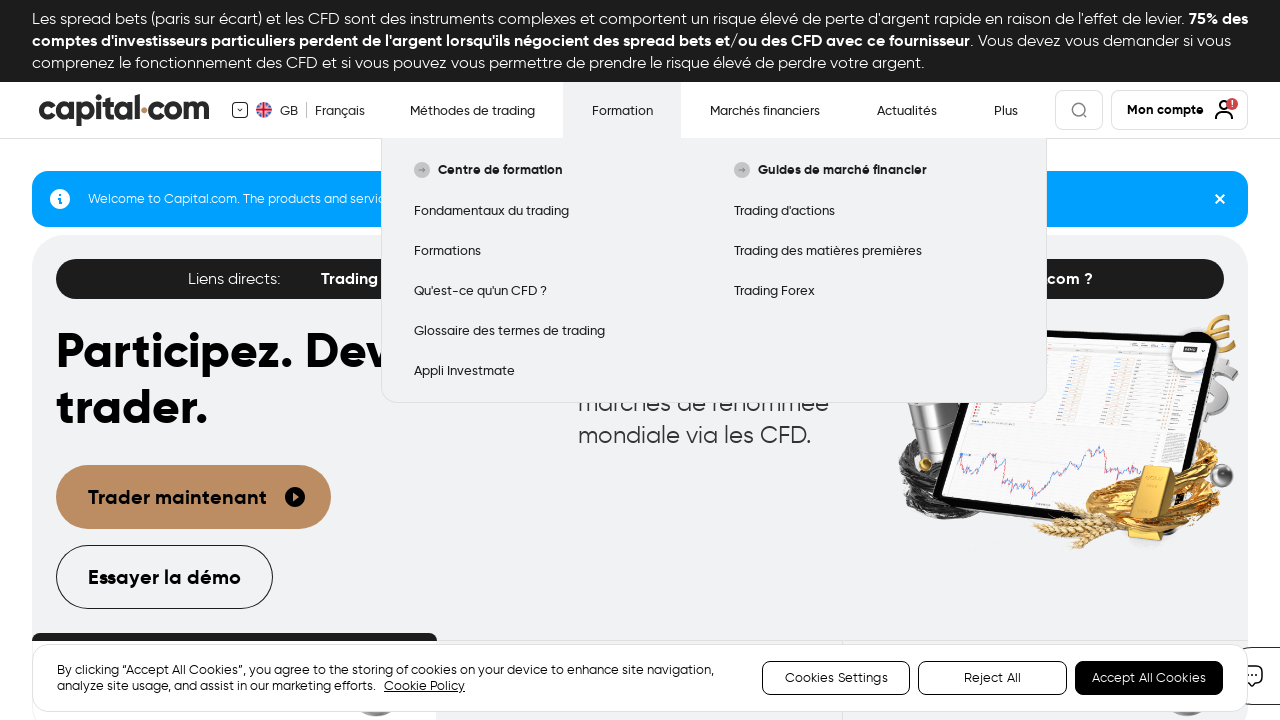 Les spread bets (paris sur écart) et les CFD sont des instruments complexes et comportent un risque élevé de perte d'argent rapide en raison de l'effet de levier. 75% des
comptes d'investisseurs particuliers perdent de l'argent lorsqu'ils négocient des spread bets et/ou des CFD avec ce fournisseur. Vous devez vous demander si vous
comprenez le fonctionnement des CFD et si vous pouvez vous permettre de prendre le risque élevé de perdre votre argent.
capital.com
GB
Français
Méthodes de trading
Formation
Marchés financiers
Actualités
Plus
Mon compte
Centre de formation
Fondamentaux du trading
Formations
Qu'est-ce qu'un CFD ?
Glossaire des termes de trading
Appli Investmate
Guides de marché financier
Trading d'actions
Trading des matières premières
Trading Forex
Welcome to Capital.com. The products and
Liens directs:
Trading
com ?
Participez.
trader.
marchés de renommée
mondiale via les CFD.
Trader maintenant
Essayer la démo
By clicking “Accept All Cookies”, you agree to the storing of cookies on your device to enhance site navigation,
analyze site usage, and assist in our marketing efforts. Cookie Policy
Cookies Settings
Reject All
Accept All Cookies